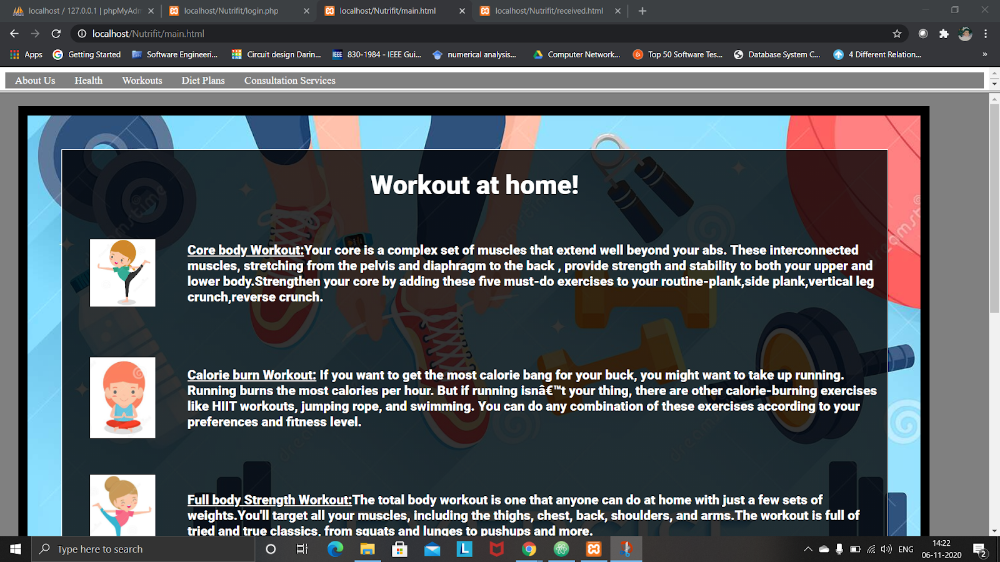 localhost / 127.0.0.1 | phpMyAdm
localhost/Nutrifit/login.php
localhost/Nutrifit/main.html
localhost/Nutrifit/received.html
localhost/Nutrifit/main.html
Apps
Getting Started
Software Engineeri...
Circuit design Darin...
IEEE
830-1984 - IEEE Gui...
numerical analysis...
Computer Network...
Top 50 Software Tes...
Database System C...
4 Different Relation...
»
About Us
Health
Workouts
Diet Plans
Consultation Services
Workout at home!
Core body Workout:Your core is a complex set of muscles that extend well beyond your abs. These interconnected
muscles, stretching from the pelvis and diaphragm to the back , provide strength and stability to both your upper and
lower body.Strengthen your core by adding these five must-do exercises to your routine-plank,side plank,vertical leg
crunch,reverse crunch.
Calorie burn Workout: If you want to get the most calorie bang for your buck, you might want to take up running.
Running burns the most calories per hour. But if running isnâ€™t your thing, there are other calorie-burning exercises
like HIIT workouts, jumping rope, and swimming. You can do any combination of these exercises according to your
preferences and fitness level.
Full body Strength Workout:The total body workout is one that anyone can do at home with just a few sets of
weights.You'll target all your muscles, including the thighs, chest, back, shoulders, and arms.The workout is full of
tried and true classics, from squats and lunges to pushups and more.
dreamstime
dreamstime
dreamstime
Type here to search
L
ENG
14:22
06-11-2020
2